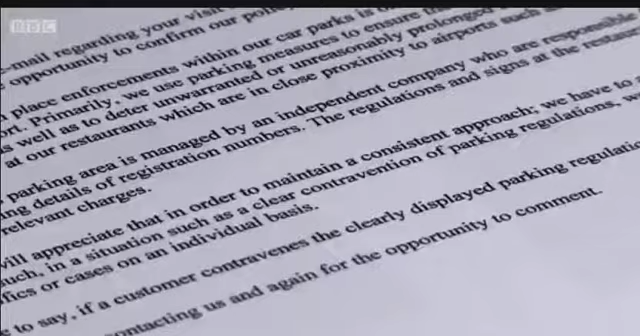 BBC
-mail regarding your visit
opportunity to confirm our
place enforcements within our car parks is
Primarily, we use parking measures to ensure
well as to deter unwarranted or unreasonably prolonged
at our restaurants which are in close proximity to airports such
parking area is managed by an independent company who are responsible
ing details of registration numbers. The regulations and signs at the
relevant charges.
will appreciate that in order to maintain a consistent approach; we have to
such, in a situation such as a clear contravention of parking regulations,
or cases on an individual basis.
to say, if a customer contravenes the clearly displayed parking
contacting us and again for the opportunity to comment.